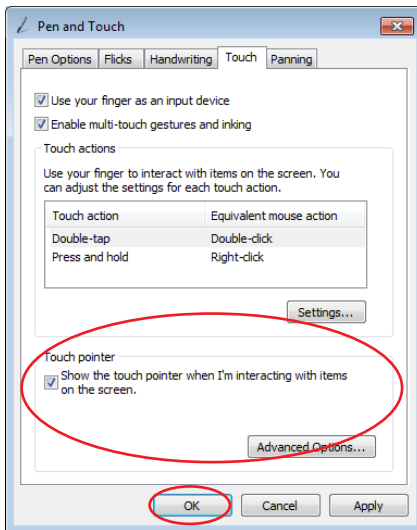 Pen and Touch
Pen Options Flicks Handwriting Touch Panning
Use your finger as an input device
Enable multi-touch gestures and inking
Touch actions
Use your finger to interact with items on the screen. You
can adjust the settings for each touch action.
Touch action Equivalent mouse action
Double-tap Double-click
Press and hold Right-click
Settings...
Touch pointer
Show the touch pointer when I'm interacting with items
on the screen.
Advanced Options...
OK Cancel Apply